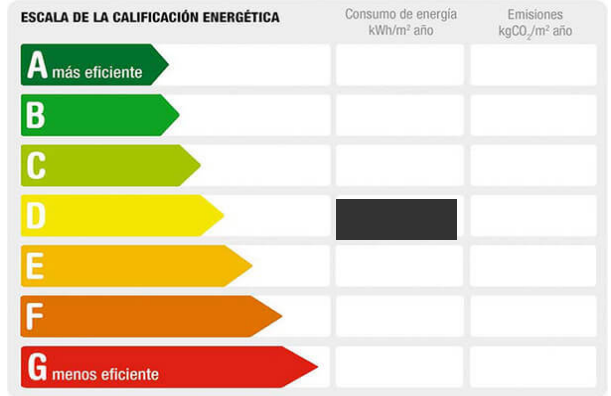 ESCALA DE LA CALIFICACIÓN ENERGÉTICA
Consumo de energía
kWh/m² año
Emisiones
kgCO₂/m² año
A más eficiente
B
C
D
E
F
G menos eficiente